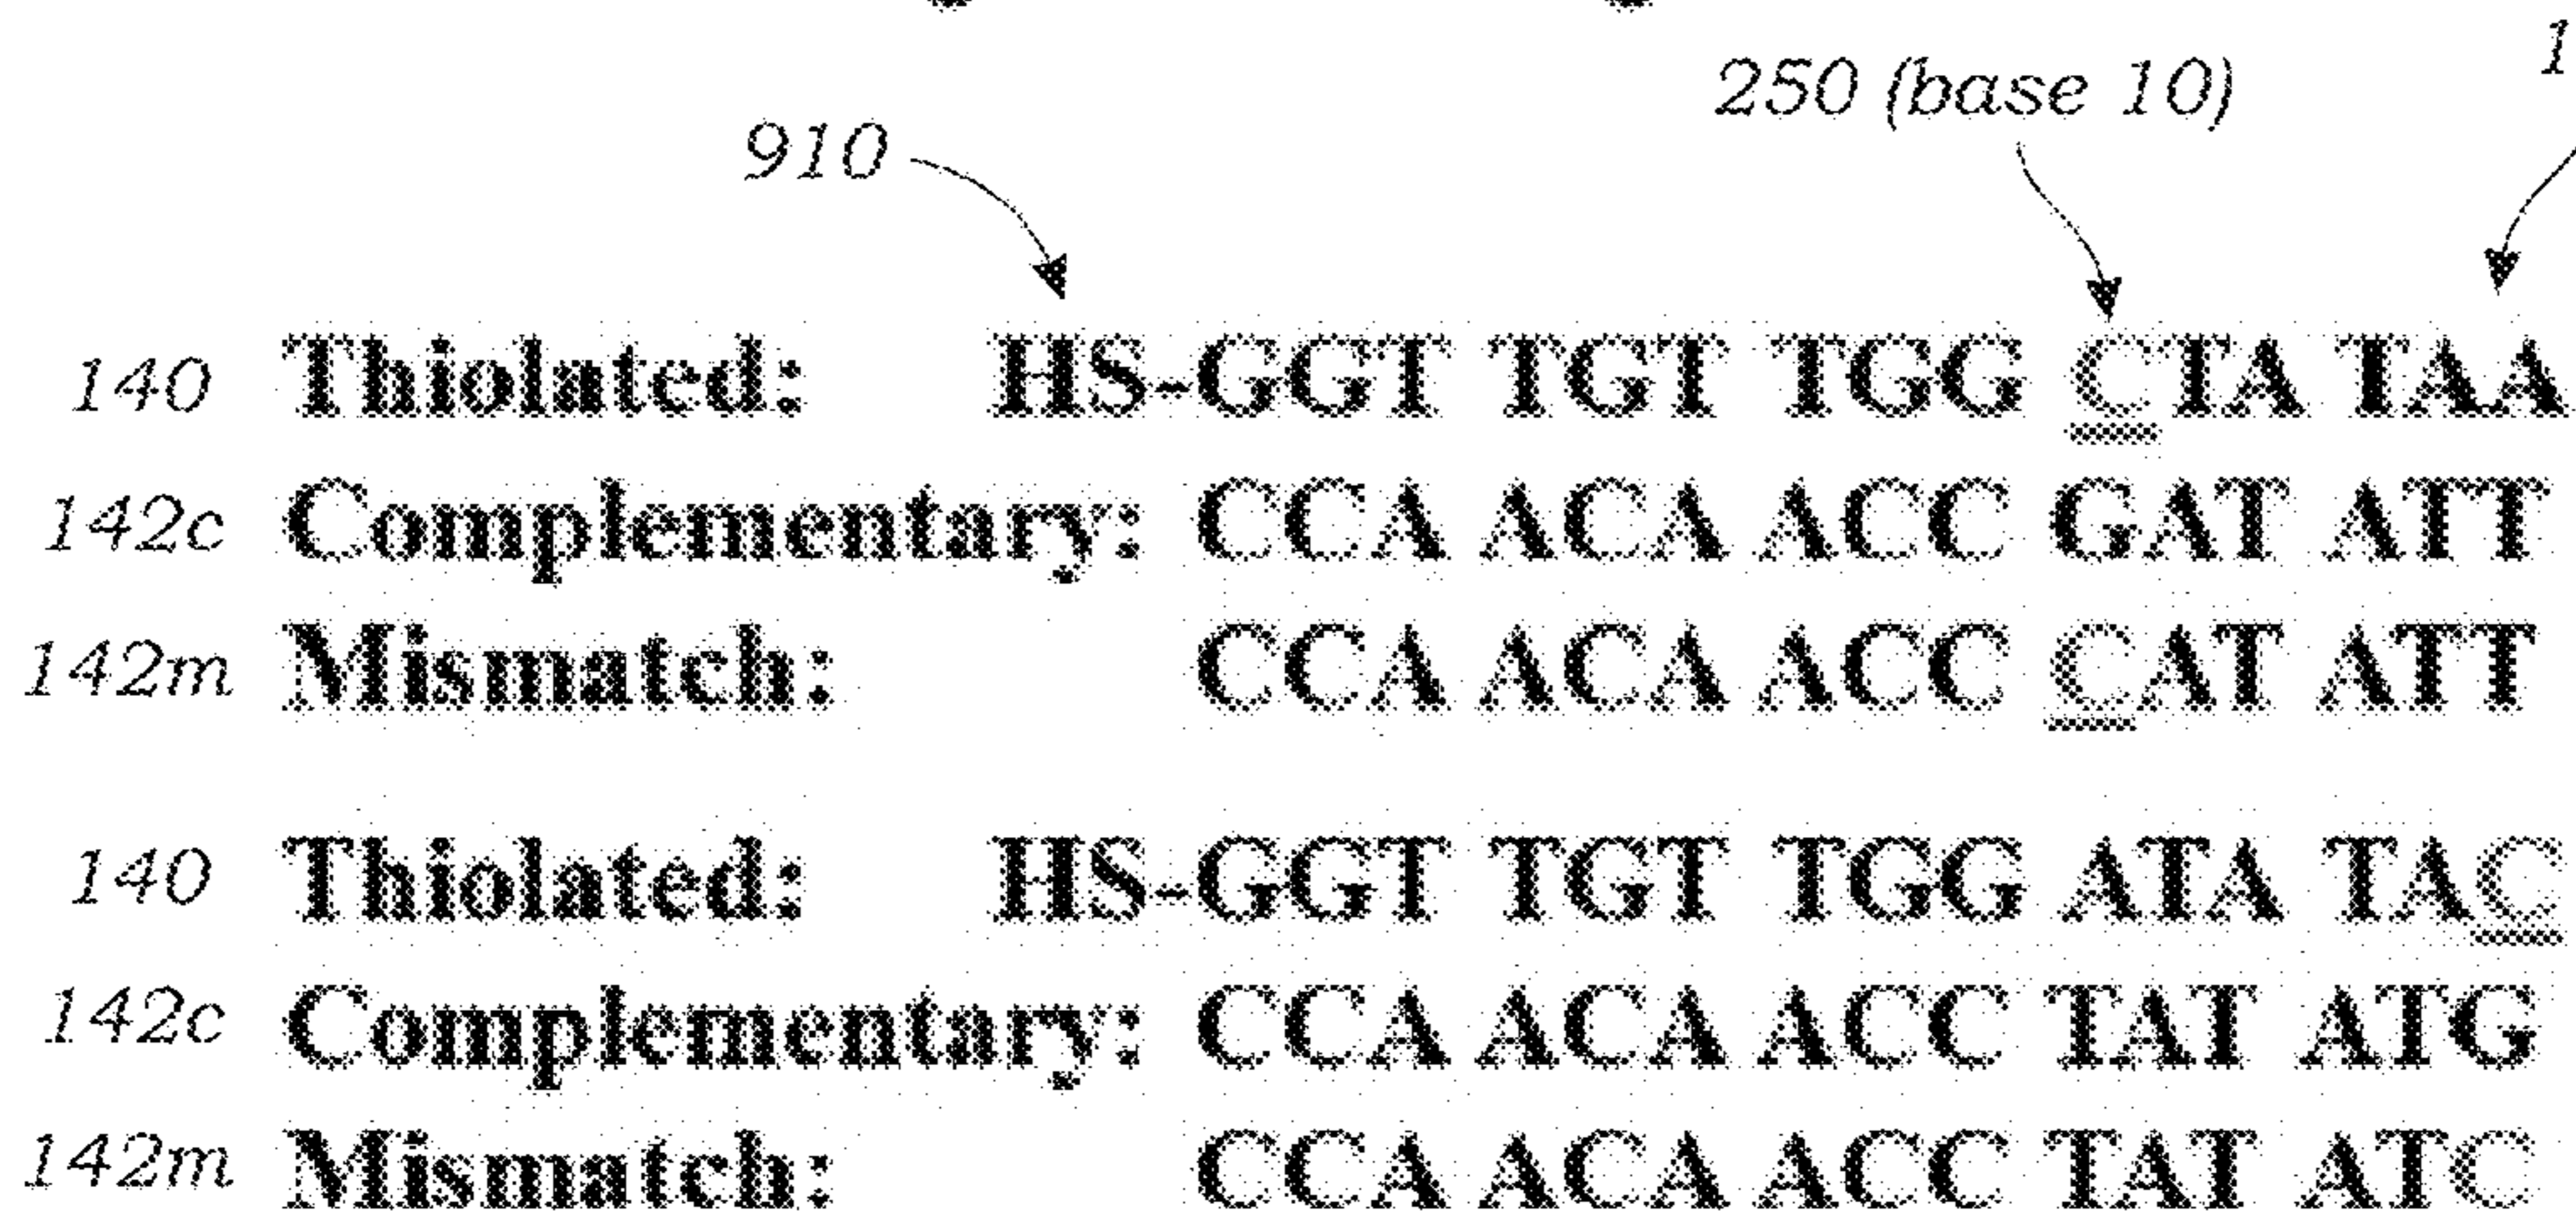 250 (base 10)
910
140 Thiolated: HS-GGT TGT TGG CTA TAA
142c Complementary: CCA ACA ACC GAT ATT
142m Mismatch: CCA ACA ACC CAT ATT
140 Thiolated: HS-GGT TGT TGG ATA TAC
142c Complementary: CCA ACA ACC TAT ATG
142m Mismatch: CCA ACA ACC TAT ATC